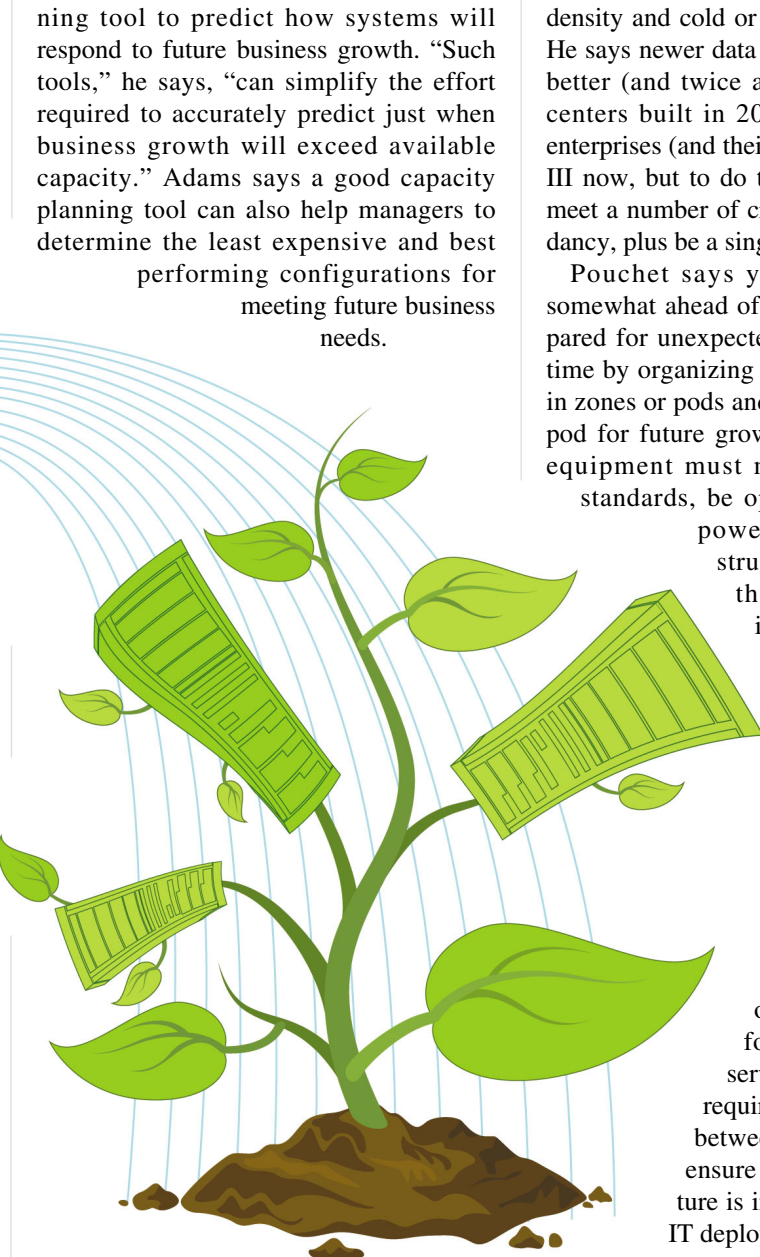 ning tool to predict how systems will
respond to future business growth. “Such
tools,” he says, “can simplify the effort
required to accurately predict just when
business growth will exceed available
capacity.” Adams says a good capacity
planning tool can also help managers to
determine the least expensive and best
performing configurations for
meeting future business
needs.
density and cold or
He says newer data
better (and twice a
centers built in 20
enterprises (and their
III now, but to do t
meet a number of c
dancy, plus be a sing
Pouchet says y
somewhat ahead of
pared for unexpecte
time by organizing
in zones or pods and
pod for future grow
equipment must m
standards, be op
powe
stru
th
i
fo
ser
requir
betwee
ensure
ture is i
IT deplo